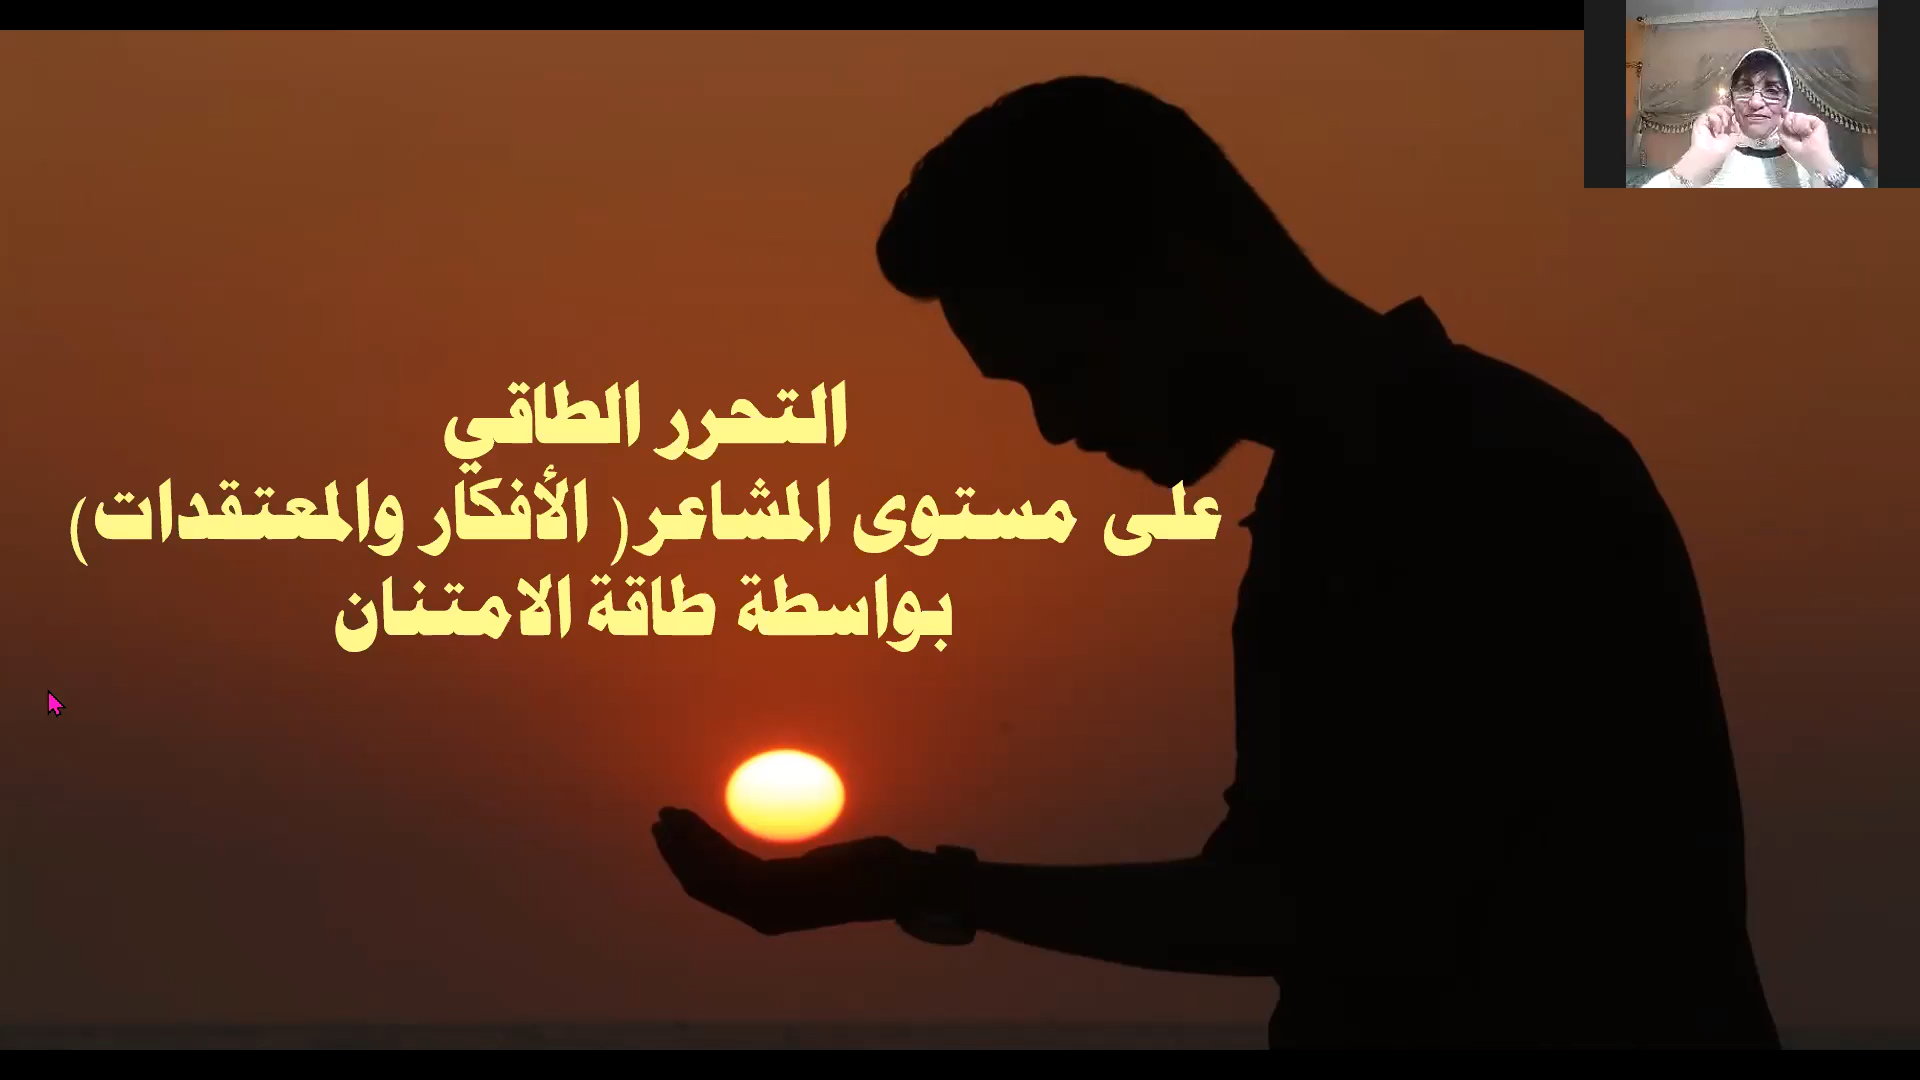 التحرر الطاقي
على مستوى المشاعر( الأفكار والمعتقدات)
بواسطة طاقة الامتنان